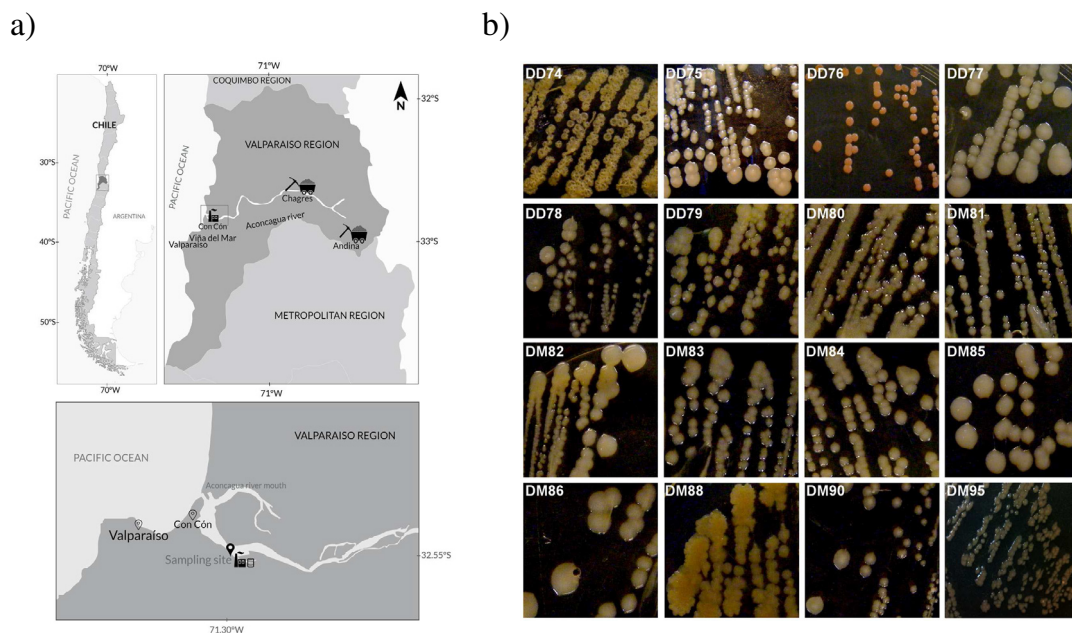 a)
b)
70°W
CHILE
30°S
PACIFIC OCEAN
ARGENTINA
40°S
50°S
70°W
71°W
COQUIMBO REGION
N
32°S
VALPARAISO REGION
PACIFIC OCEAN
Chagres
Con Cón
Aconcagua river
Viña del Mar
Valparaíso
Andina
33°S
METROPOLITAN REGION
71°W
VALPARAISO REGION
PACIFIC OCEAN
Aconcagua river mouth
Con Cón
Valparaíso
Sampling site
32.55°S
71.30°W
DD74
DD75
DD76
DD77
DD78
DD79
DM80
DM81
DM82
DM83
DM84
DM85
DM86
DM88
DM90
DM95